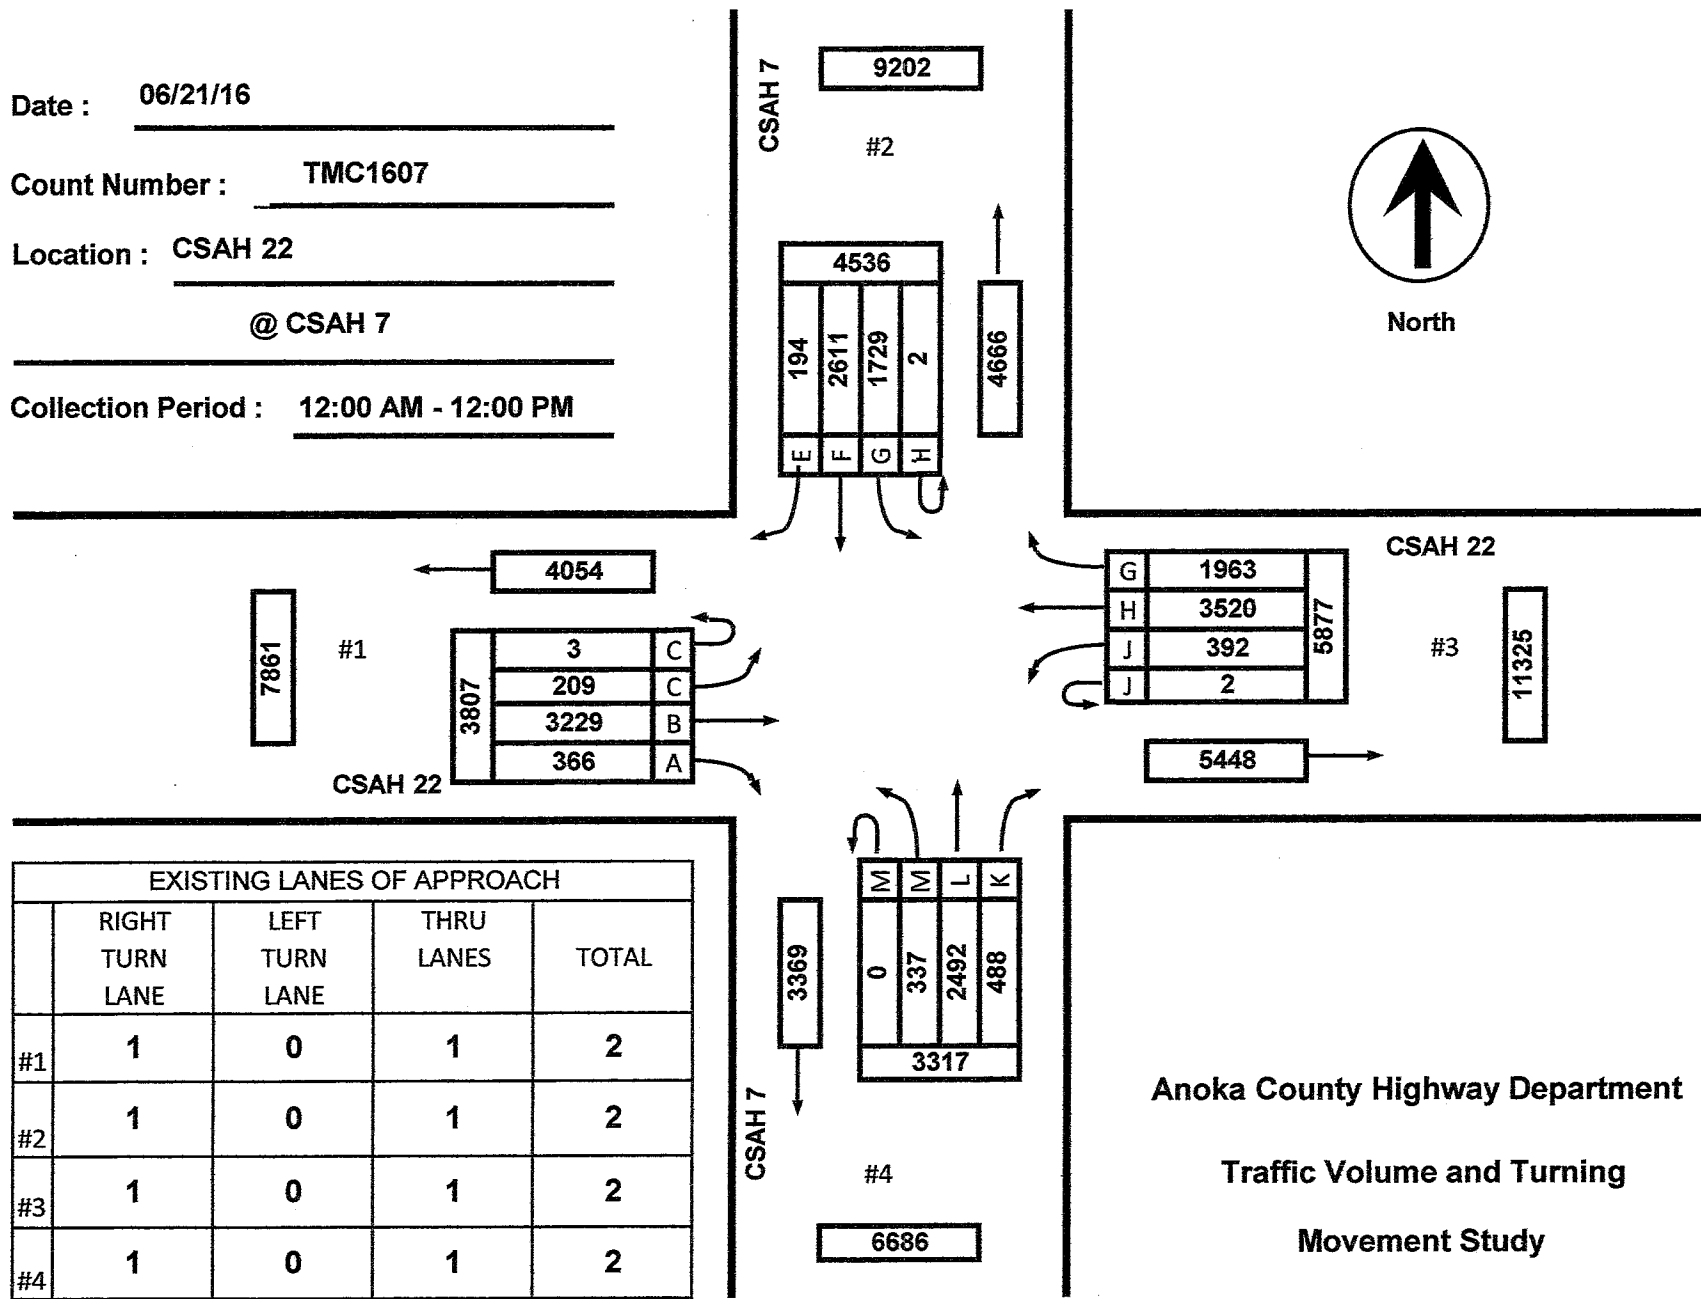 Date : 06/21/16
Count Number : TMC1607
Location : CSAH 22
@ CSAH 7
Collection Period : 12:00 AM - 12:00 PM
CSAH 7
9202
#2
4536
194 2611 1729 2
E F G H
4666
North
4054
7861
#1
3807
3 C
209 C
3229 B
366 A
CSAH 22
CSAH 22
G 1963
H 3520
J 392
J 2
5877
#3
11325
5448
3369
M M L K
0 337 2492 488
3317
CSAH 7
#4
6686
EXISTING LANES OF APPROACH
RIGHT TURN LANE
LEFT TURN LANE
THRU LANES
TOTAL
#1 1 0 1 2
#2 1 0 1 2
#3 1 0 1 2
#4 1 0 1 2
Anoka County Highway Department
Traffic Volume and Turning
Movement Study